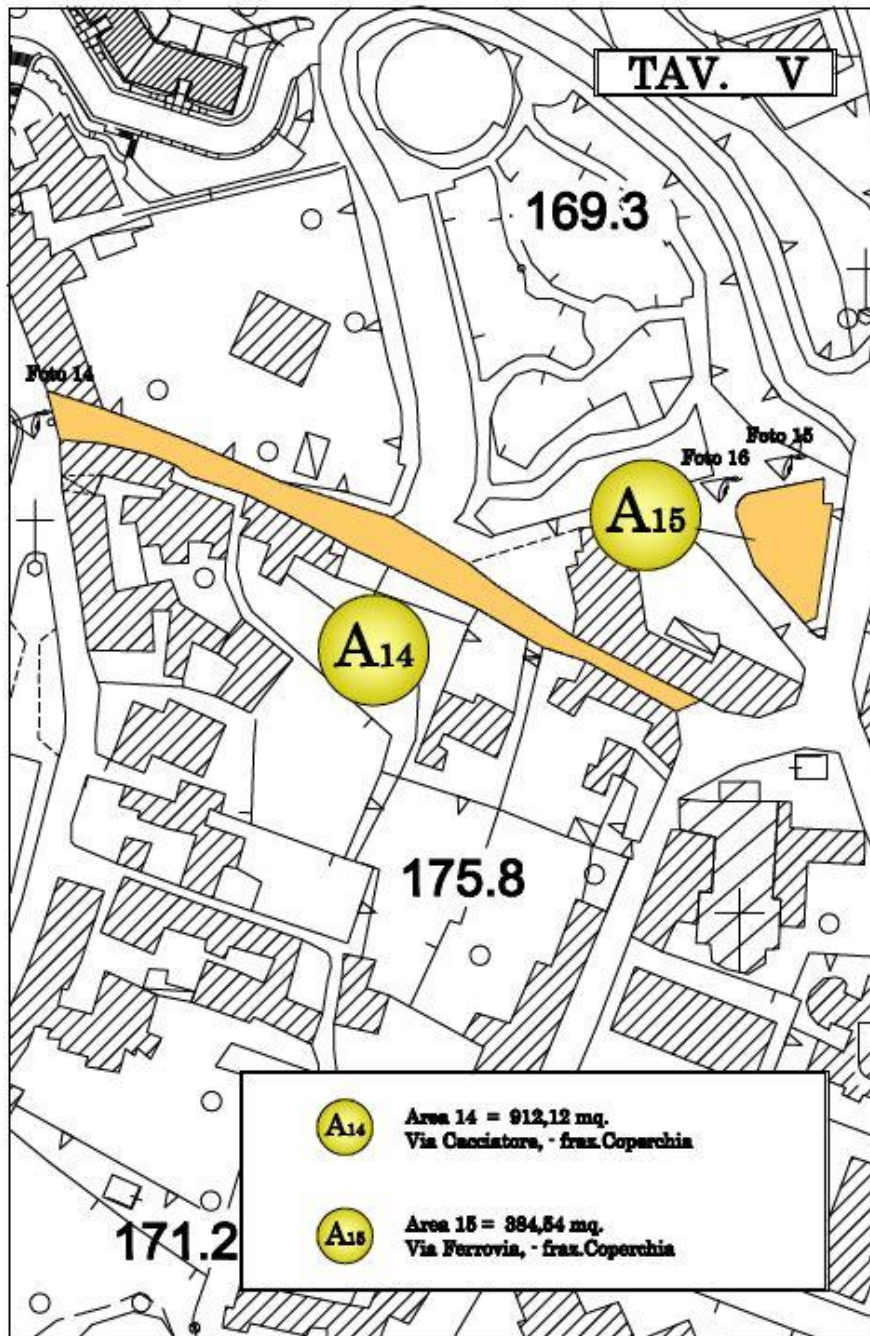 TAV. V
169.3
Foto 14
Foto 15
Foto 16
A15
A14
175.8
A14
Area 14 = 912,12 mq.
Via Cacciatore, - fraz.Coperchia
A15
Area 15 = 384,54 mq.
Via Ferrovia, - fraz.Coperchia
171.2